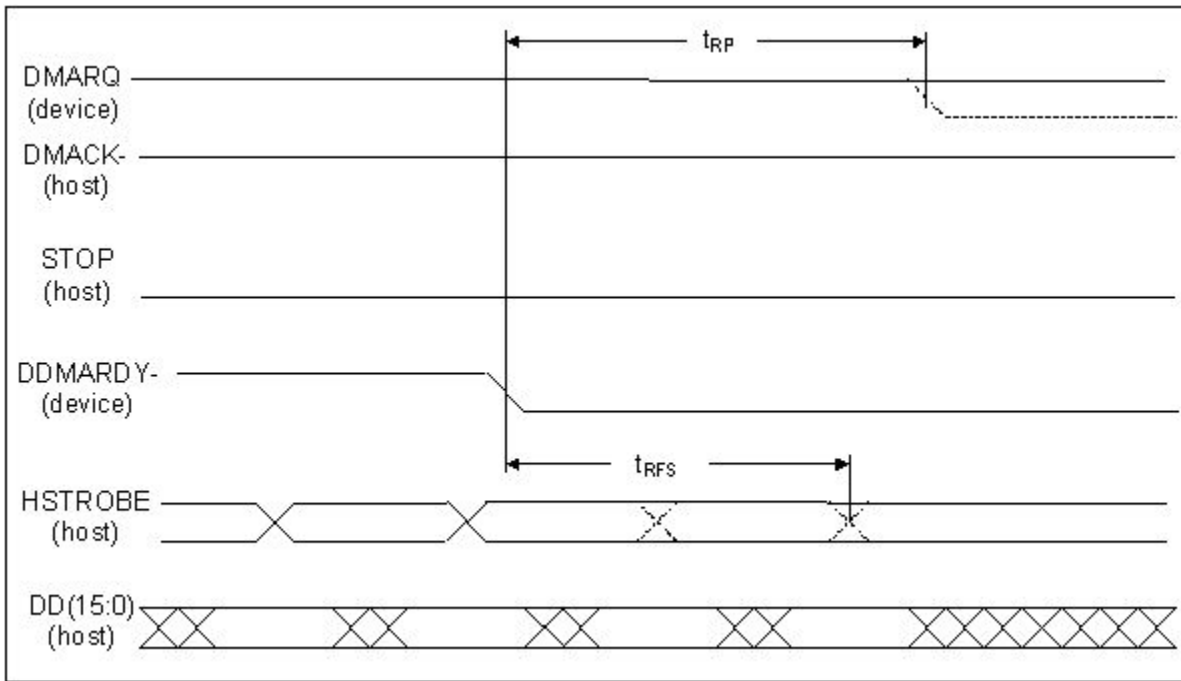 tRP
DMARQ
(device)
DMACK-
(host)
STOP
(host)
DDMARDY-
(device)
tRFS
HSTROBE
(host)
DD(15:0)
(host)